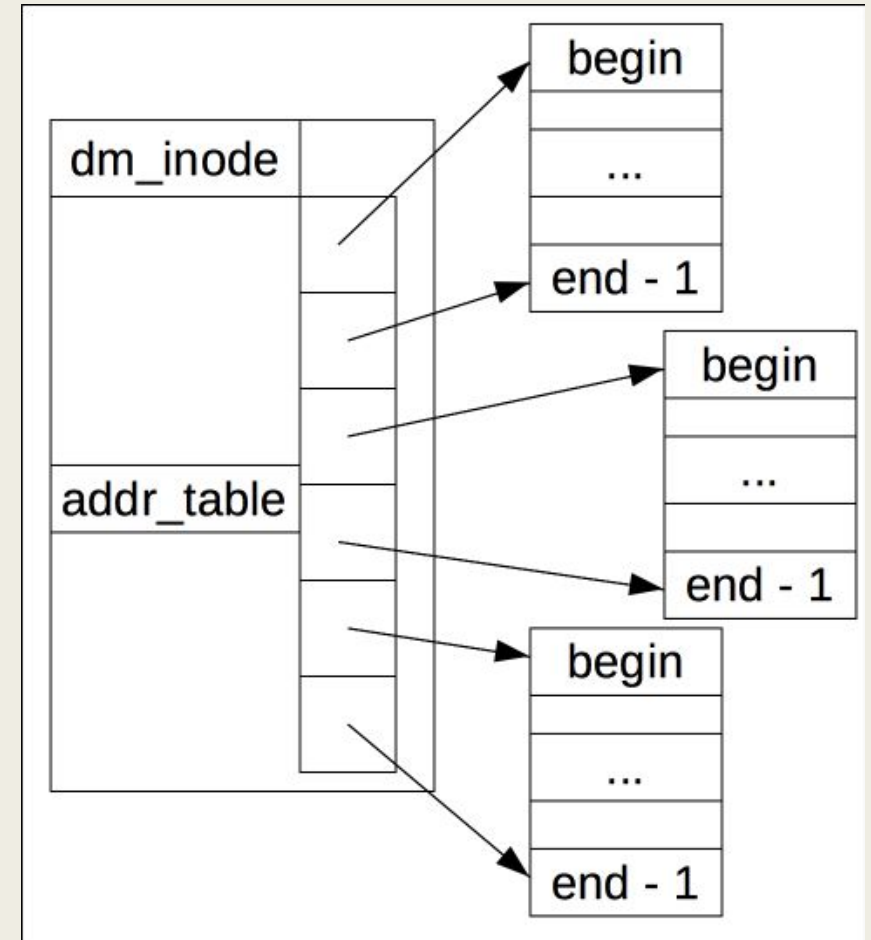 dm_inode
addr_table
begin
...
end - 1
begin
...
end - 1
begin
...
end - 1